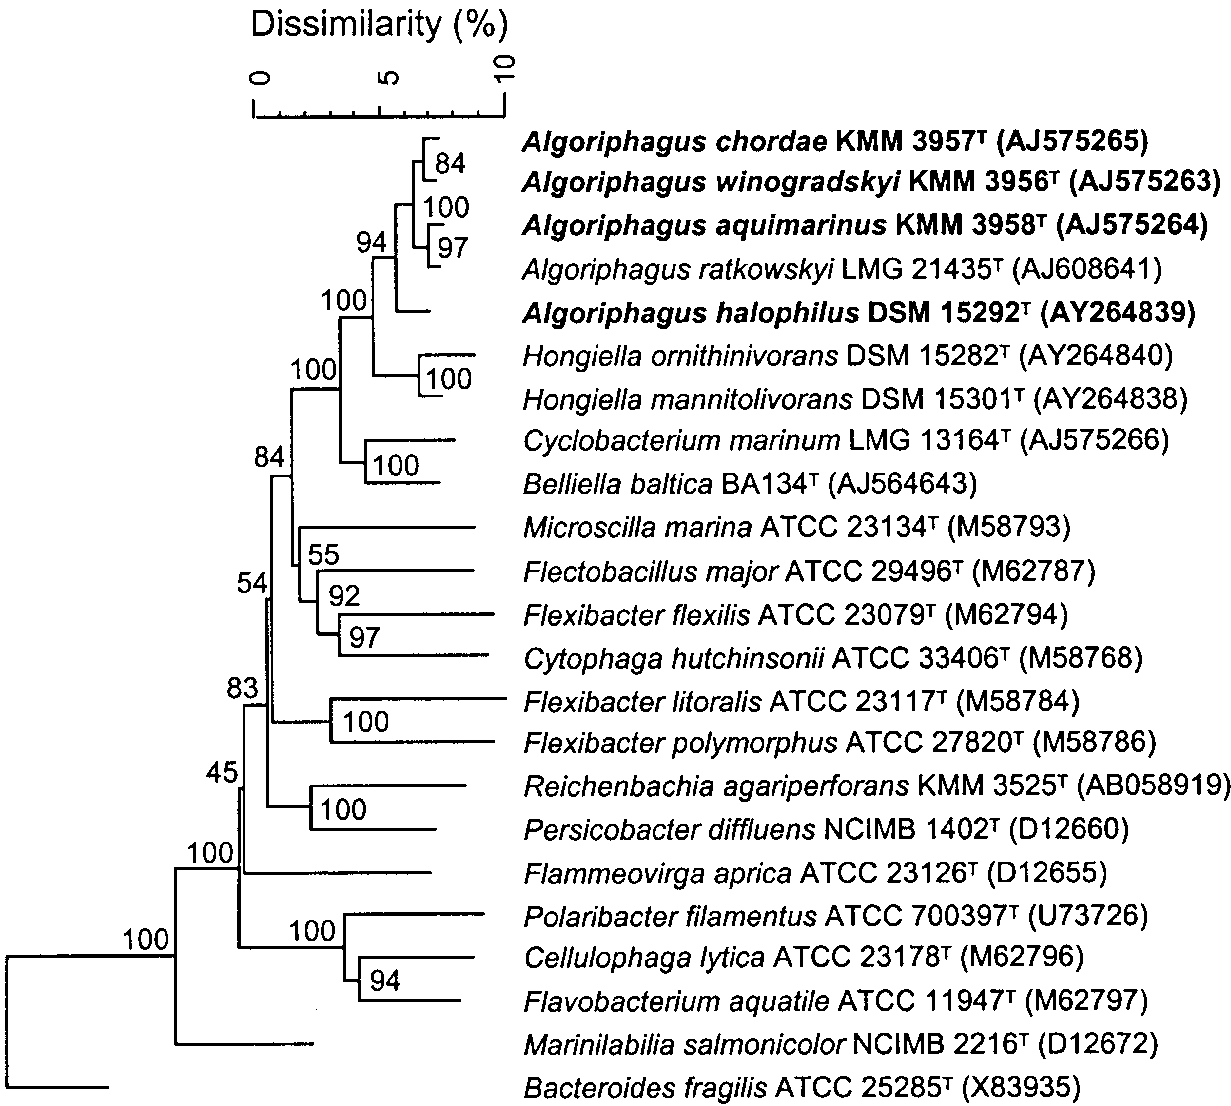 Dissimilarity (%)
0 5 10
Algoriphagus chordae KMM 3957ᵀ (AJ575265)
84
Algoriphagus winogradskyi KMM 3956ᵀ (AJ575263)
100
Algoriphagus aquimarinus KMM 3958ᵀ (AJ575264)
94 97
Algoriphagus ratkowskyi LMG 21435ᵀ (AJ608641)
100
Algoriphagus halophilus DSM 15292ᵀ (AY264839)
Hongiella ornithinivorans DSM 15282ᵀ (AY264840)
100 100
Hongiella mannitolivorans DSM 15301ᵀ (AY264838)
Cyclobacterium marinum LMG 13164ᵀ (AJ575266)
84 100
Belliella baltica BA134ᵀ (AJ564643)
Microscilla marina ATCC 23134ᵀ (M58793)
55
Flectobacillus major ATCC 29496ᵀ (M62787)
54 92
Flexibacter flexilis ATCC 23079ᵀ (M62794)
97
Cytophaga hutchinsonii ATCC 33406ᵀ (M58768)
83
Flexibacter litoralis ATCC 23117ᵀ (M58784)
100
Flexibacter polymorphus ATCC 27820ᵀ (M58786)
45
Reichenbachia agariperforans KMM 3525ᵀ (AB058919)
100
Persicobacter diffluens NCIMB 1402ᵀ (D12660)
100
Flammeovirga aprica ATCC 23126ᵀ (D12655)
Polaribacter filamentus ATCC 700397ᵀ (U73726)
100 100
Cellulophaga lytica ATCC 23178ᵀ (M62796)
94
Flavobacterium aquatile ATCC 11947ᵀ (M62797)
Marinilabilia salmonicolor NCIMB 2216ᵀ (D12672)
Bacteroides fragilis ATCC 25285ᵀ (X83935)